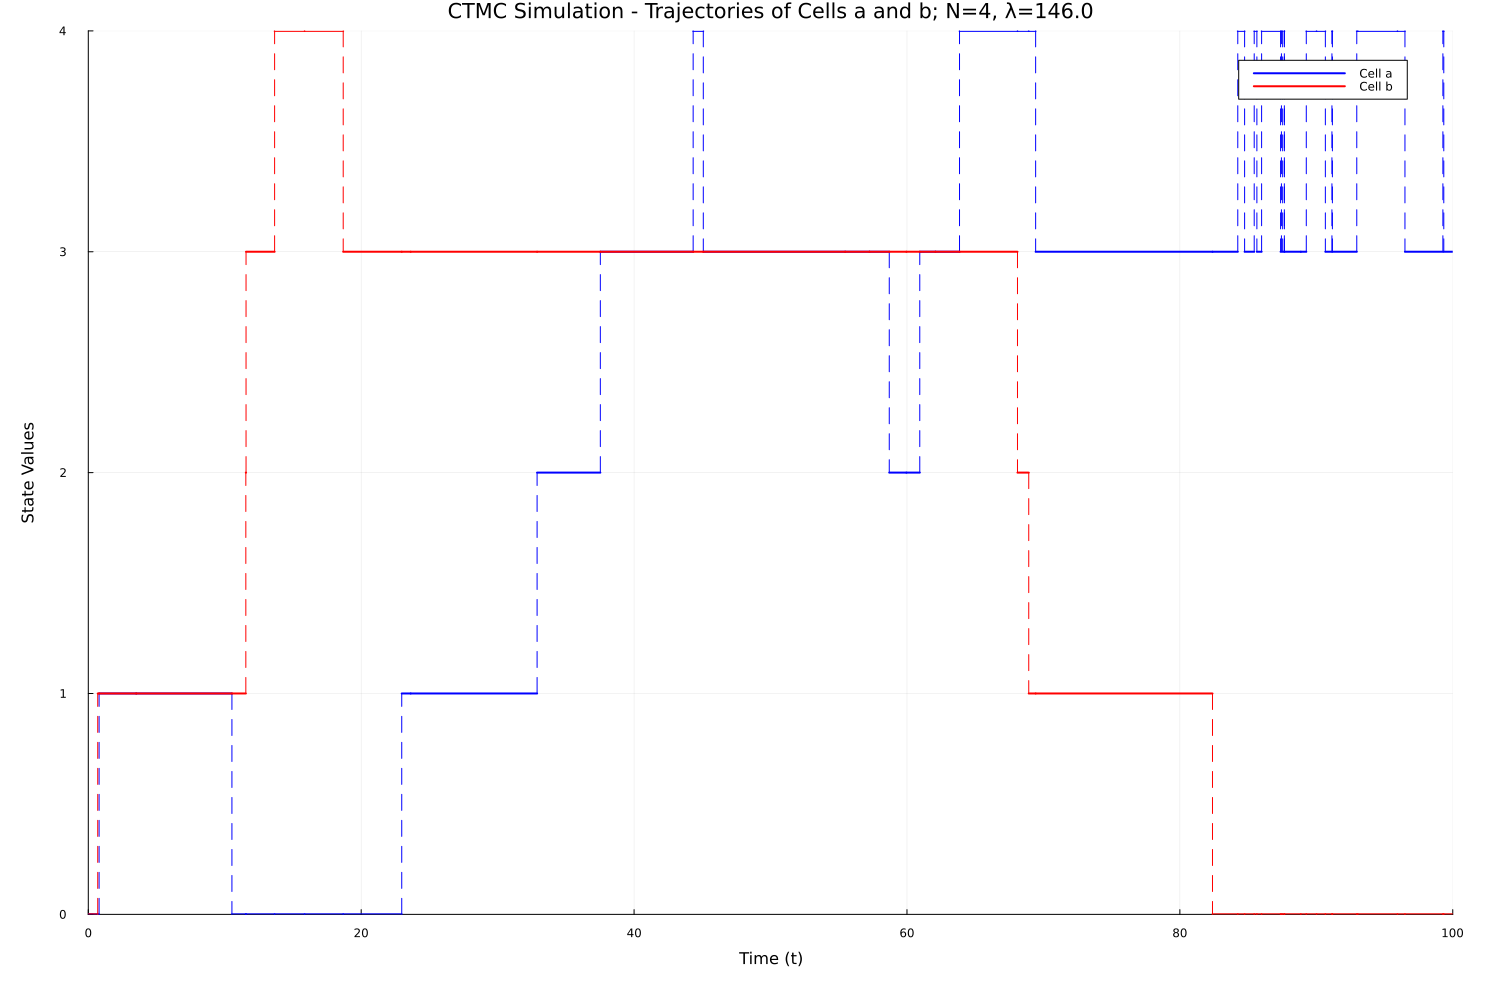 CTMC Simulation - Trajectories of Cells a and b; N=4, λ=146.0
4
Cell a
Cell b
3
State Values
2
1
0
0 20 40 60 80 100
Time (t)